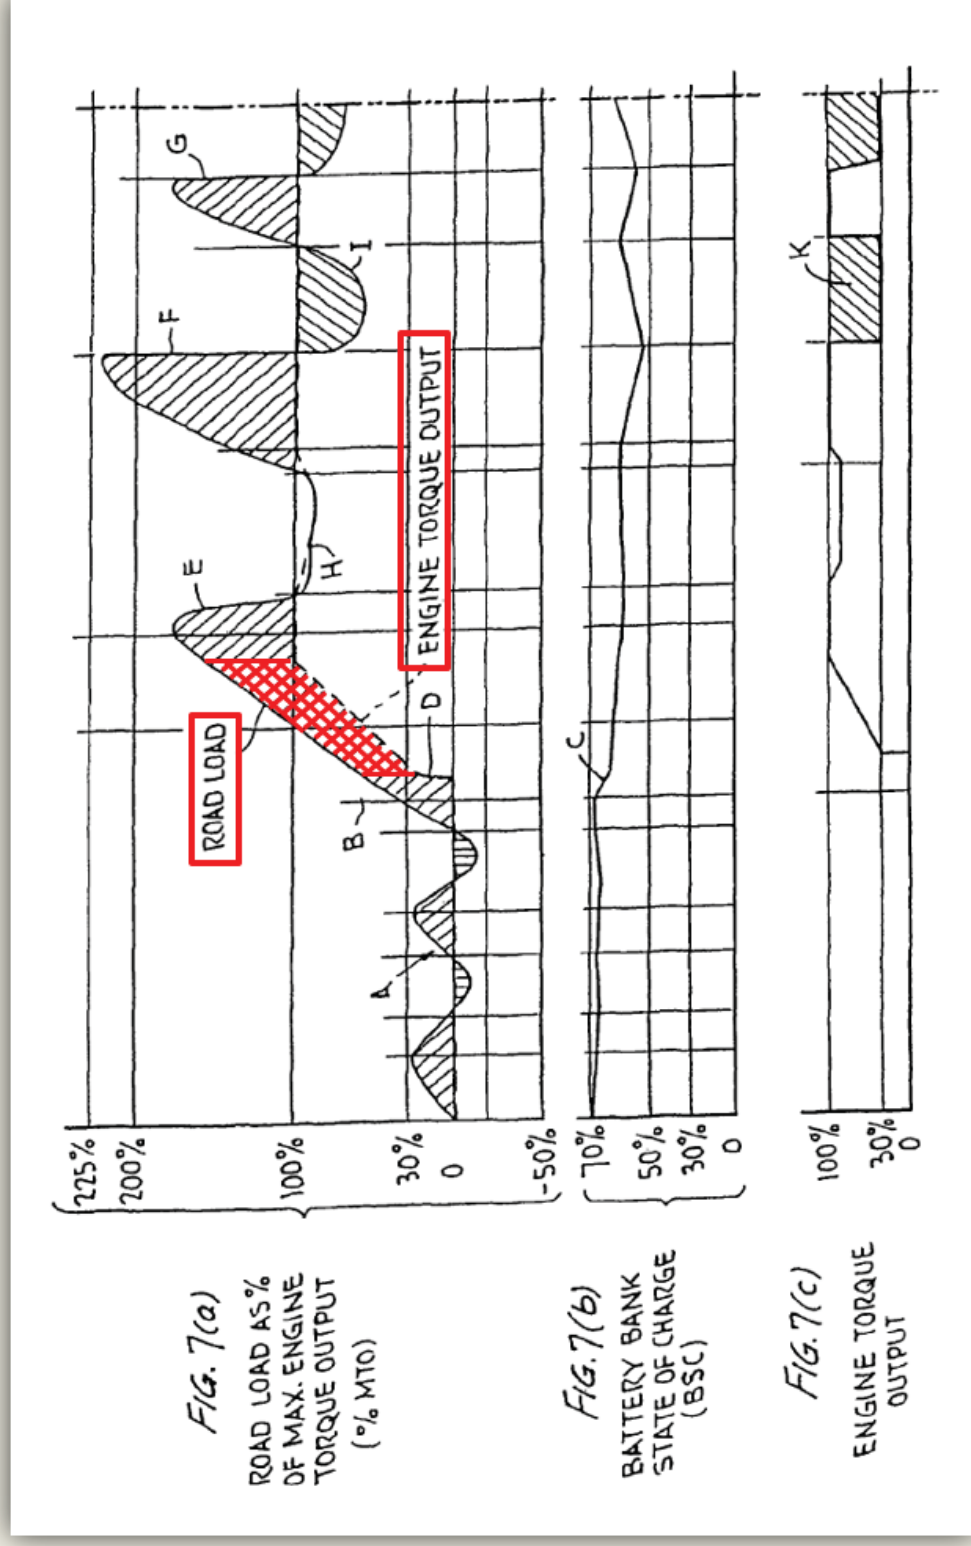 FIG. 7(a)
ROAD LOAD AS %
OF MAX. ENGINE
TORQUE OUTPUT
(% MTO)
225%
200%
100%
30%
0
-50%
A
B
ROAD LOAD
D
ENGINE TORQUE OUTPUT
E
H
F
I
G
FIG. 7(b)
BATTERY BANK
STATE OF CHARGE
(BSC)
70%
50%
30%
0
C
FIG. 7(c)
ENGINE TORQUE
OUTPUT
100%
30%
0
K